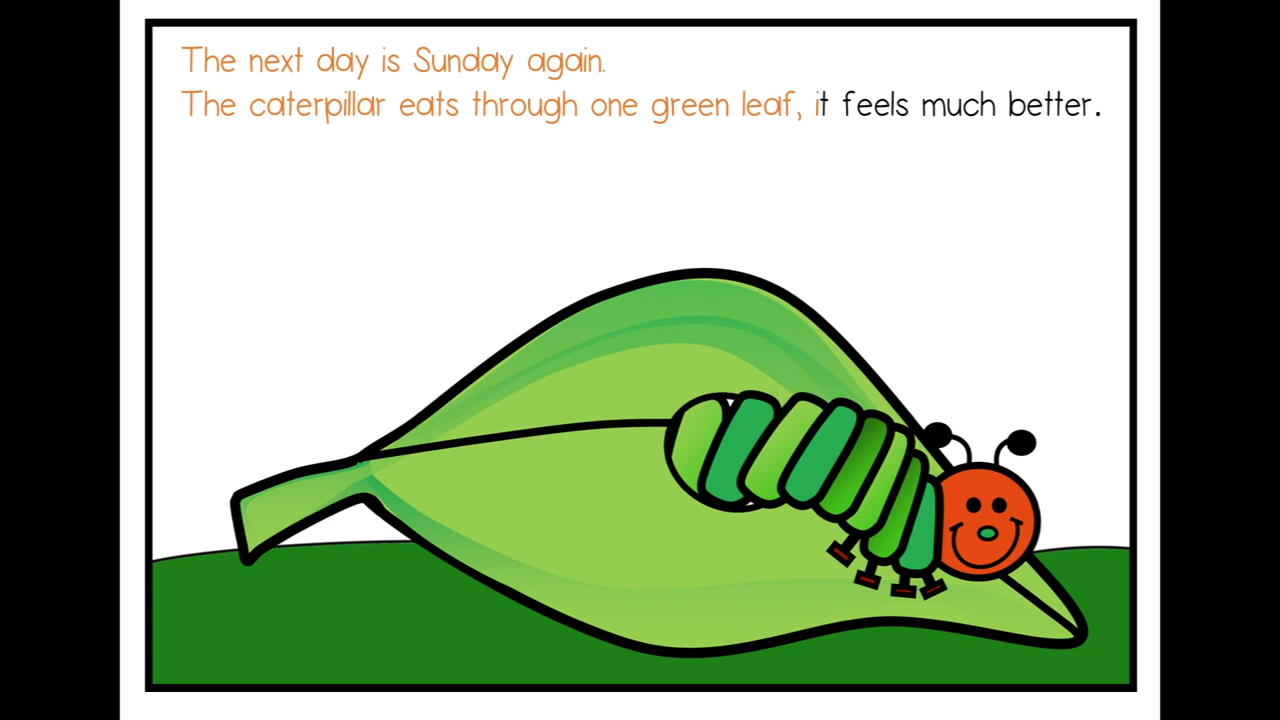 The next day is Sunday again.
The caterpillar eats through one green leaf, it feels much better.